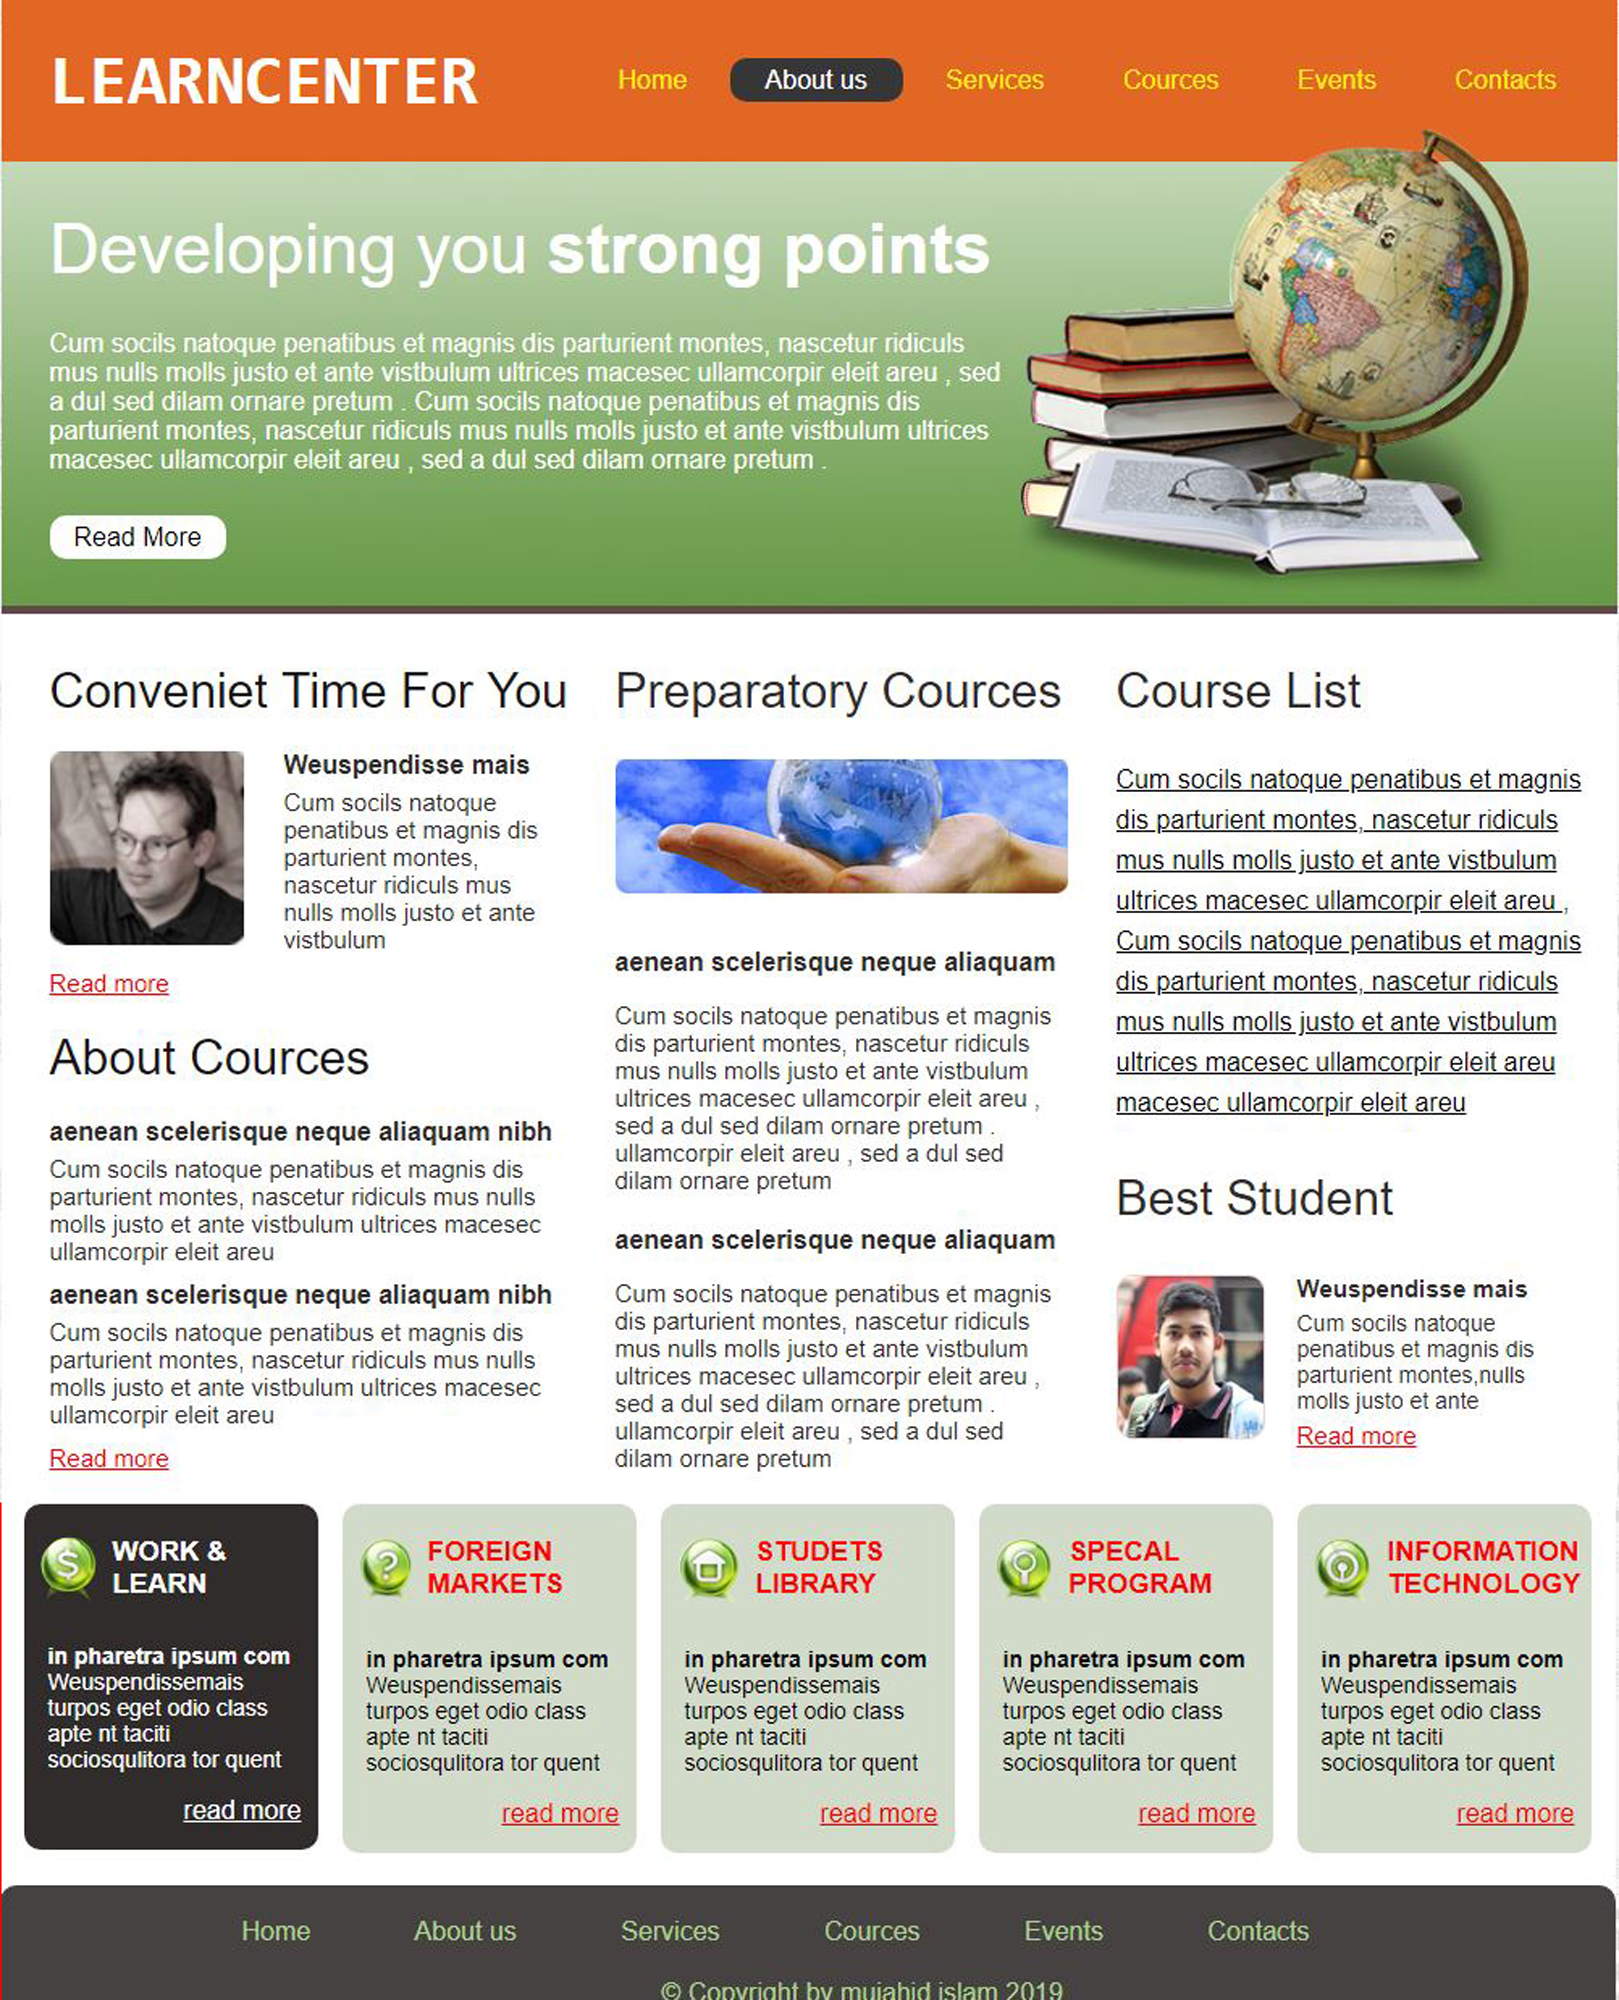 LEARNCENTER
Home About us Services Cources Events Contacts
Developing you strong points
Cum socils natoque penatibus et magnis dis parturient montes, nascetur ridiculs
mus nulls molls justo et ante vistbulum ultrices macesec ullamcorpir eleit areu , sed
a dul sed dilam ornare pretum . Cum socils natoque penatibus et magnis dis
parturient montes, nascetur ridiculs mus nulls molls justo et ante vistbulum ultrices
macesec ullamcorpir eleit areu , sed a dul sed dilam ornare pretum .
Read More
Conveniet Time For You
Weuspendisse mais
Cum socils natoque
penatibus et magnis dis
parturient montes,
nascetur ridiculs mus
nulls molls justo et ante
vistbulum
Read more
About Cources
aenean scelerisque neque aliaquam nibh
Cum socils natoque penatibus et magnis dis
parturient montes, nascetur ridiculs mus nulls
molls justo et ante vistbulum ultrices macesec
ullamcorpir eleit areu
aenean scelerisque neque aliaquam nibh
Cum socils natoque penatibus et magnis dis
parturient montes, nascetur ridiculs mus nulls
molls justo et ante vistbulum ultrices macesec
ullamcorpir eleit areu
Read more
Preparatory Cources
aenean scelerisque neque aliaquam
Cum socils natoque penatibus et magnis
dis parturient montes, nascetur ridiculs
mus nulls molls justo et ante vistbulum
ultrices macesec ullamcorpir eleit areu ,
sed a dul sed dilam ornare pretum .
ullamcorpir eleit areu , sed a dul sed
dilam ornare pretum
aenean scelerisque neque aliaquam
Cum socils natoque penatibus et magnis
dis parturient montes, nascetur ridiculs
mus nulls molls justo et ante vistbulum
ultrices macesec ullamcorpir eleit areu ,
sed a dul sed dilam ornare pretum .
ullamcorpir eleit areu , sed a dul sed
dilam ornare pretum
Course List
Cum socils natoque penatibus et magnis
dis parturient montes, nascetur ridiculs
mus nulls molls justo et ante vistbulum
ultrices macesec ullamcorpir eleit areu ,
Cum socils natoque penatibus et magnis
dis parturient montes, nascetur ridiculs
mus nulls molls justo et ante vistbulum
ultrices macesec ullamcorpir eleit areu
macesec ullamcorpir eleit areu
Best Student
Weuspendisse mais
Cum socils natoque
penatibus et magnis dis
parturient montes,nulls
molls justo et ante
Read more
WORK &
LEARN
in pharetra ipsum com
Weuspendissemais
turpos eget odio class
apte nt taciti
sociosqulitora tor quent
read more
FOREIGN
MARKETS
in pharetra ipsum com
Weuspendissemais
turpos eget odio class
apte nt taciti
sociosqulitora tor quent
read more
STUDETS
LIBRARY
in pharetra ipsum com
Weuspendissemais
turpos eget odio class
apte nt taciti
sociosqulitora tor quent
read more
SPECAL
PROGRAM
in pharetra ipsum com
Weuspendissemais
turpos eget odio class
apte nt taciti
sociosqulitora tor quent
read more
INFORMATION
TECHNOLOGY
in pharetra ipsum com
Weuspendissemais
turpos eget odio class
apte nt taciti
sociosqulitora tor quent
read more
Home About us Services Cources Events Contacts
© Copyright by mujahid islam 2019